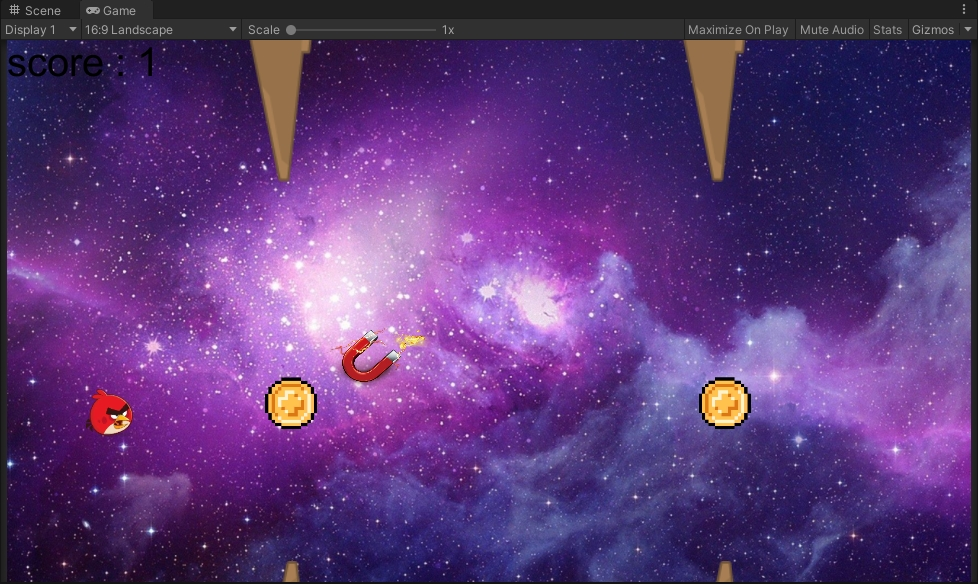 Scene Game
Display 1 16:9 Landscape Scale 1x Maximize On Play Mute Audio Stats Gizmos
score : 1